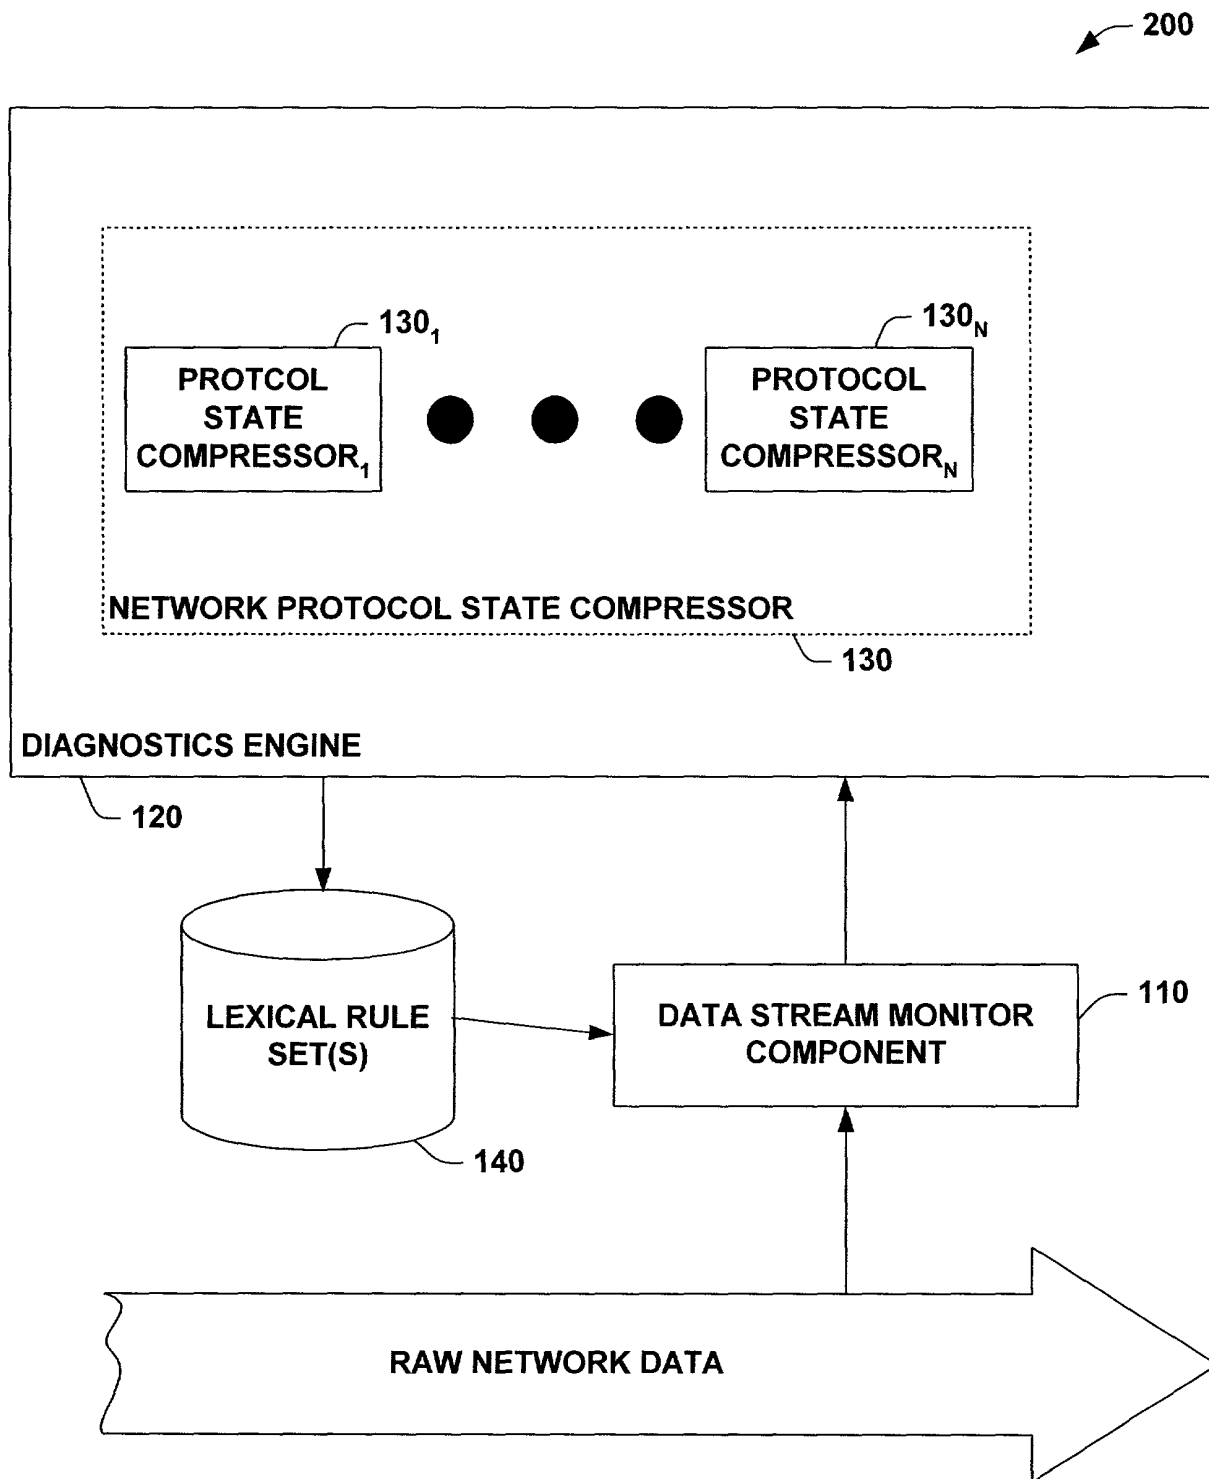 200
130₁
130ₙ
PROTCOL
STATE
COMPRESSOR₁
PROTOCOL
STATE
COMPRESSORₙ
NETWORK PROTOCOL STATE COMPRESSOR
130
DIAGNOSTICS ENGINE
120
LEXICAL RULE
SET(S)
140
DATA STREAM MONITOR
COMPONENT
110
RAW NETWORK DATA